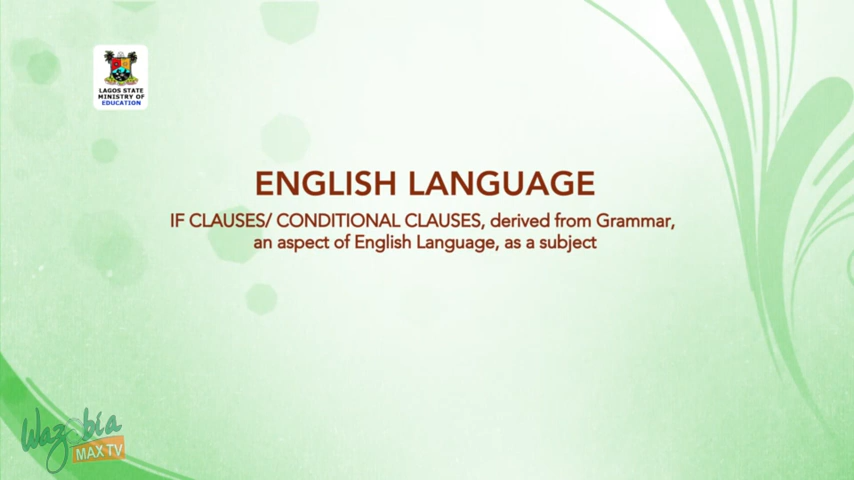 LAGOS STATE
MINISTRY OF
EDUCATION
ENGLISH LANGUAGE
IF CLAUSES/ CONDITIONAL CLAUSES, derived from Grammar,
an aspect of English Language, as a subject
Wazobia
MAX TV